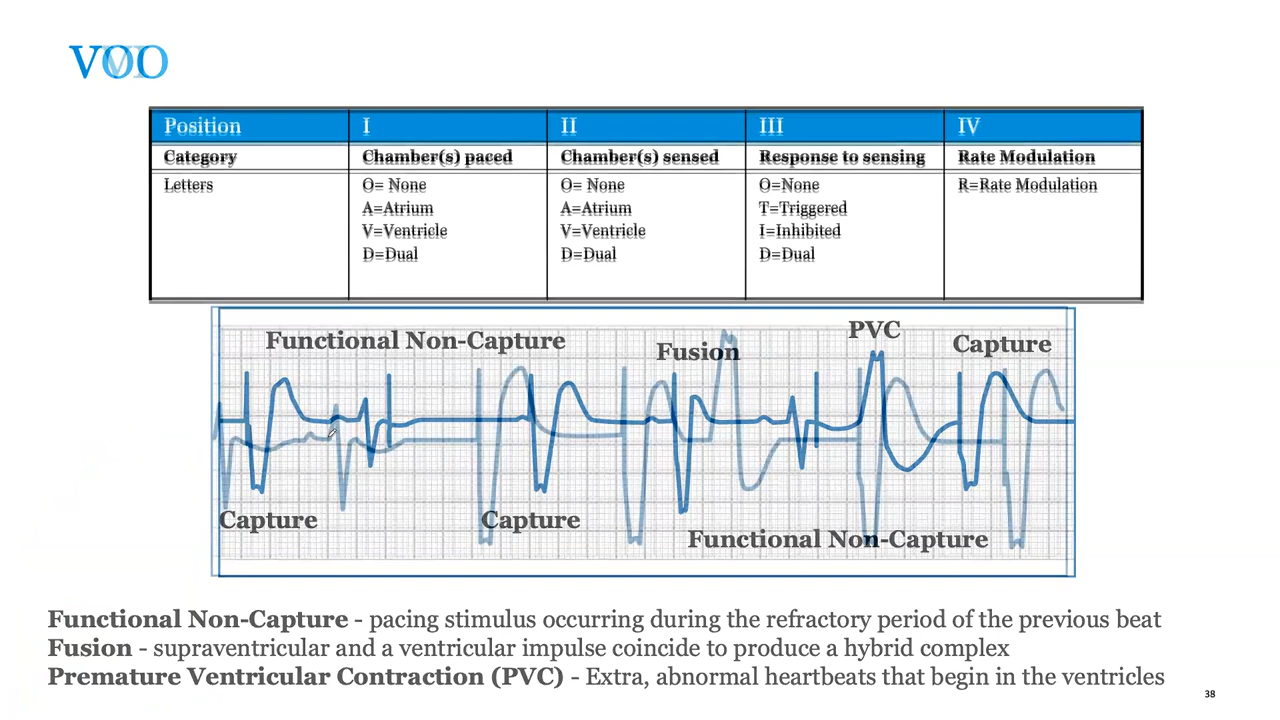 VOO
Position I II III IV
Category Chamber(s) paced Chamber(s) sensed Response to sensing Rate Modulation
Letters O= None O= None O=None R=Rate Modulation
A=Atrium A=Atrium T=Triggered
V=Ventricle V=Ventricle I=Inhibited
D=Dual D=Dual D=Dual
Functional Non-Capture Fusion PVC Capture
Capture Capture Functional Non-Capture
Functional Non-Capture - pacing stimulus occurring during the refractory period of the previous beat
Fusion - supraventricular and a ventricular impulse coincide to produce a hybrid complex
Premature Ventricular Contraction (PVC) - Extra, abnormal heartbeats that begin in the ventricles
38